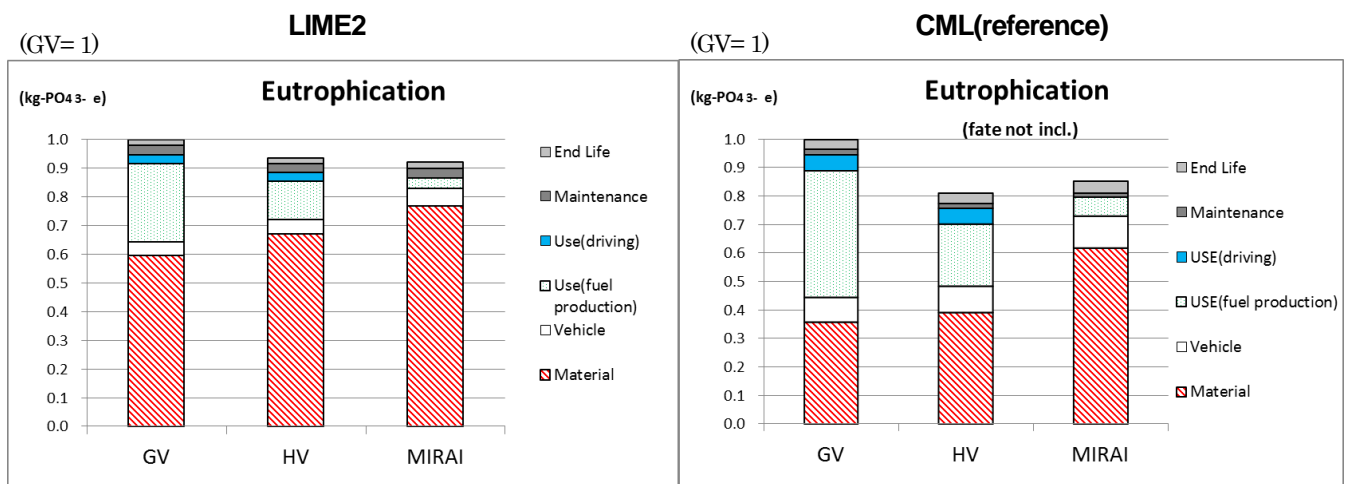 LIME2
(GV= 1)
Eutrophication
(kg-PO4 3- e)
1.0
0.9
0.8
0.7
0.6
0.5
0.4
0.3
0.2
0.1
0.0
GV
HV
MIRAI
End Life
Maintenance
Use(driving)
Use(fuel
production)
Vehicle
Material
CML(reference)
(GV= 1)
Eutrophication
(kg-PO4 3- e)
(fate not incl.)
1.0
0.9
0.8
0.7
0.6
0.5
0.4
0.3
0.2
0.1
0.0
GV
HV
MIRAI
End Life
Maintenance
USE(driving)
USE(fuel production)
Vehicle
Material